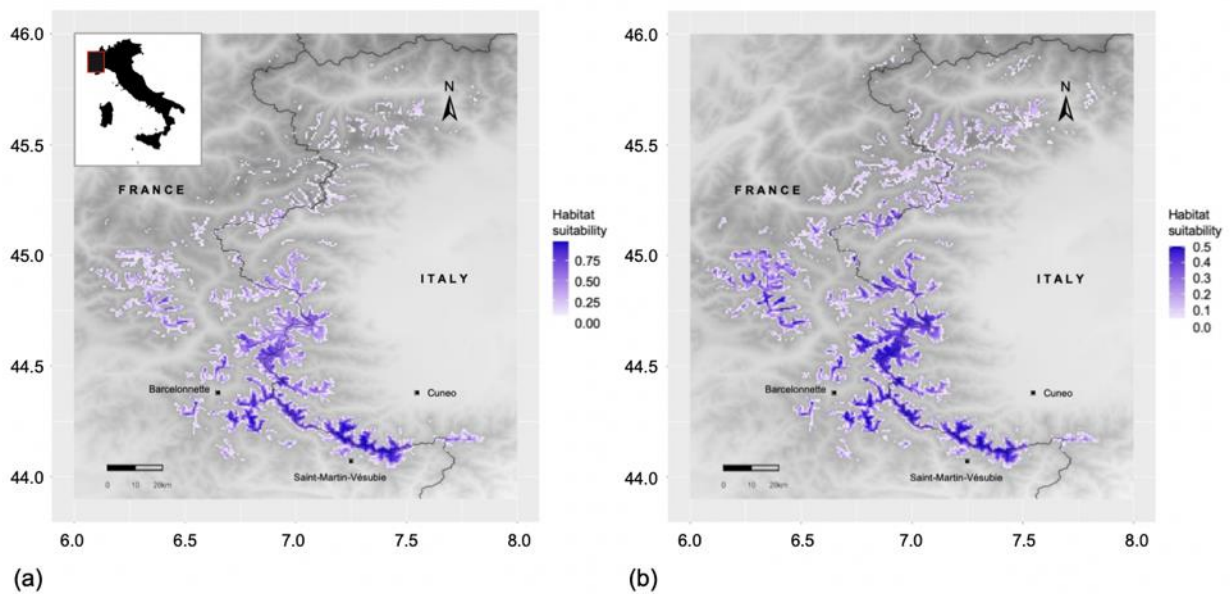 46.0
45.5
45.0
44.5
44.0
6.0 6.5 7.0 7.5 8.0
N
FRANCE
ITALY
Barcelonnette
Cuneo
Saint-Martin-Vésubie
0 10 20km
Habitat
suitability
0.75
0.50
0.25
0.00
(a)
46.0
45.5
45.0
44.5
44.0
6.0 6.5 7.0 7.5 8.0
N
FRANCE
ITALY
Barcelonnette
Cuneo
Saint-Martin-Vésubie
0 10 20km
Habitat
suitability
0.5
0.4
0.3
0.2
0.1
0.0
(b)